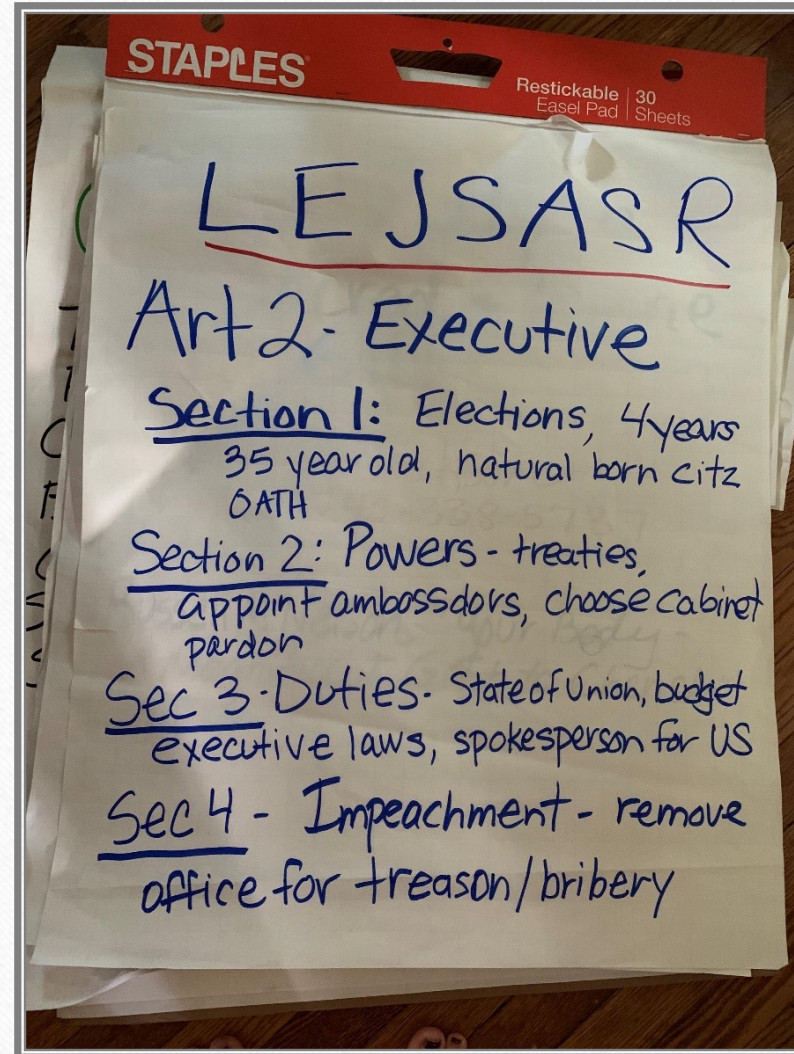 STAPLES
Restickable 30
Easel Pad Sheets
LEJSASR
Art 2 - Executive
Section 1: Elections, 4 years
35 year old, natural born citz
OATH
Section 2: Powers - treaties,
appoint ambossdors, choose cabinet
pardon
Sec 3 - Duties - State of Union, budget
executive laws, spokesperson for US
Sec 4 - Impeachment - remove
office for treason/bribery